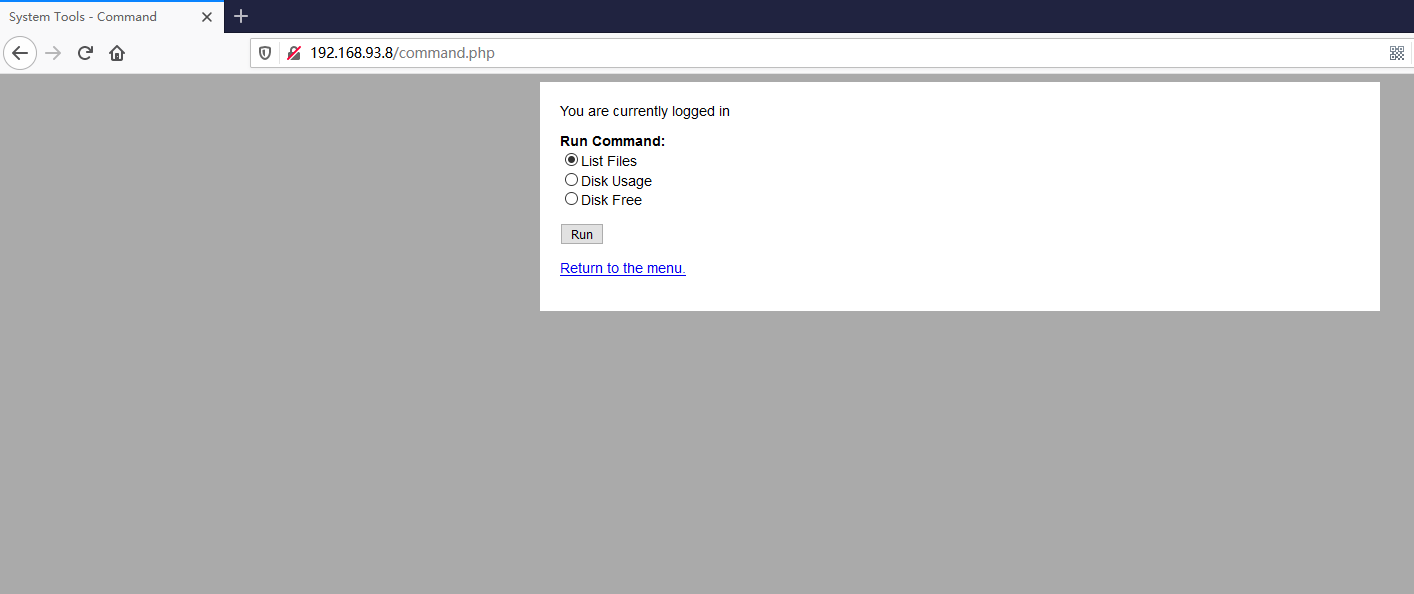 System Tools - Command
192.168.93.8/command.php
You are currently logged in
Run Command:
List Files
Disk Usage
Disk Free
Run
Return to the menu.